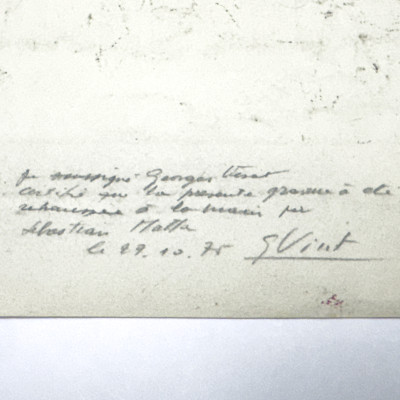 Je soussigné Georges Visat
certifie que la presente gravure à été
rehaussée à la main par
Sebastian Matta
le 29.10.75 G Visat